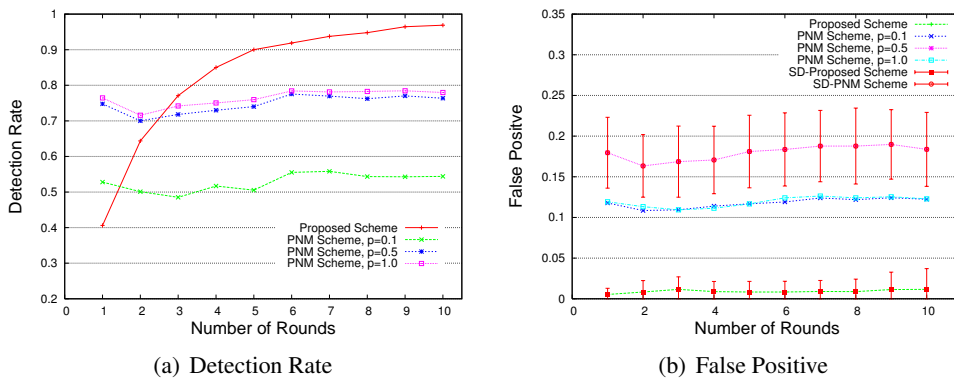 Detection Rate
1
0.9
0.8
0.7
0.6
0.5
0.4
0.3
0.2
0 1 2 3 4 5 6 7 8 9 10
Number of Rounds
Proposed Scheme
PNM Scheme, p=0.1
PNM Scheme, p=0.5
PNM Scheme, p=1.0
(a) Detection Rate
False Positve
0.35
0.3
0.25
0.2
0.15
0.1
0.05
0
0 2 4 6 8 10
Number of Rounds
Proposed Scheme
PNM Scheme, p=0.1
PNM Scheme, p=0.5
PNM Scheme, p=1.0
SD-Proposed Scheme
SD-PNM Scheme
(b) False Positive